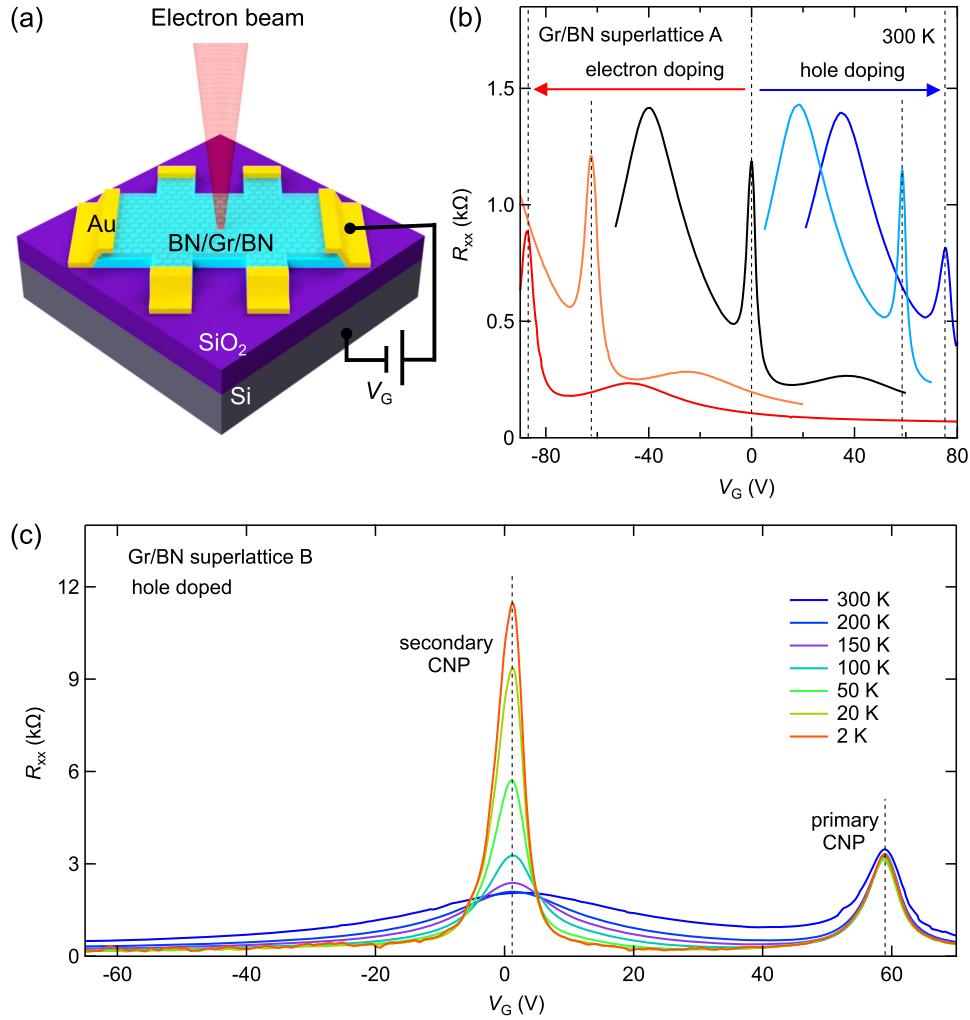 (a)
Electron beam
Au
BN/Gr/BN
SiO2
Si
VG
(b)
Gr/BN superlattice A
300 K
electron doping
hole doping
1.5
1.0
0.5
0
Rxx (kΩ)
-80
-40
0
40
80
VG (V)
(c)
Gr/BN superlattice B
hole doped
secondary
CNP
primary
CNP
300 K
200 K
150 K
100 K
50 K
20 K
2 K
12
9
6
3
0
Rxx (kΩ)
-60
-40
-20
0
20
40
60
VG (V)